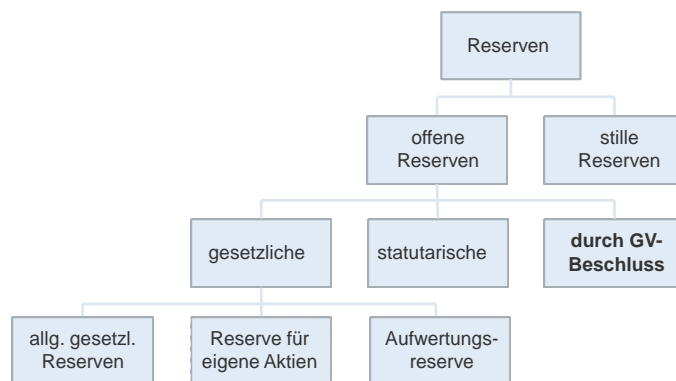 Reserven
offene
Reserven
stille
Reserven
gesetzliche
statutarische
durch GV-
Beschluss
allg. gesetzl.
Reserven
Reserve für
eigene Aktien
Aufwertungs-
reserve